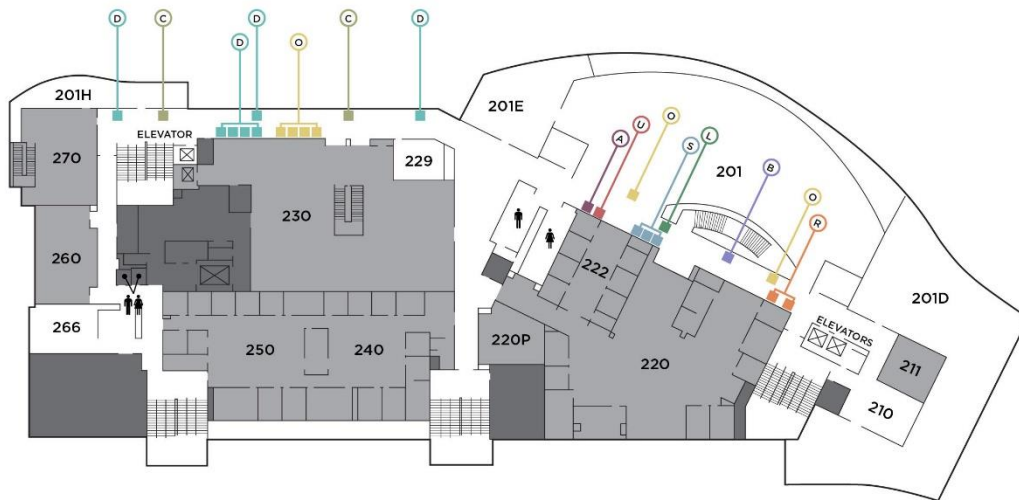 D
C
D
D
O
C
D
201H
ELEVATOR
270
229
230
260
266
250
240
201E
A
U
O
S
L
201
B
O
R
222
220P
220
ELEVATORS
201D
211
210